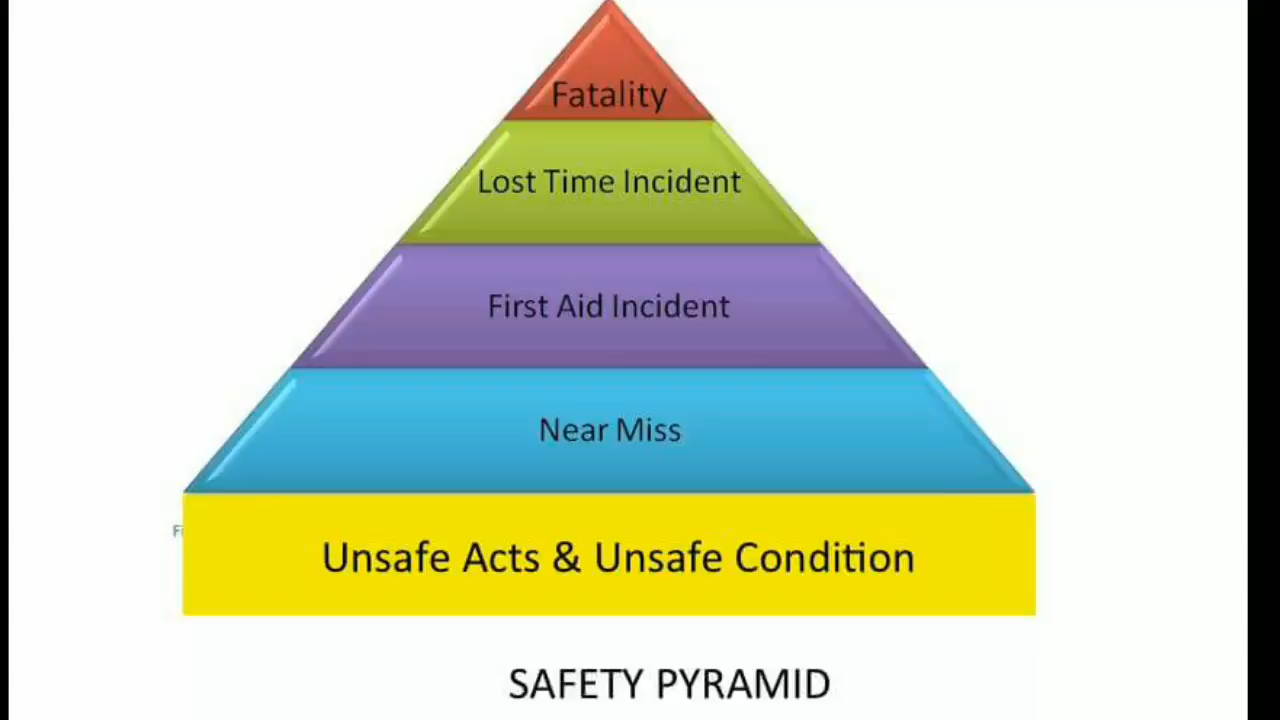 Fatality
Lost Time Incident
First Aid Incident
Near Miss
Unsafe Acts & Unsafe Condition
SAFETY PYRAMID